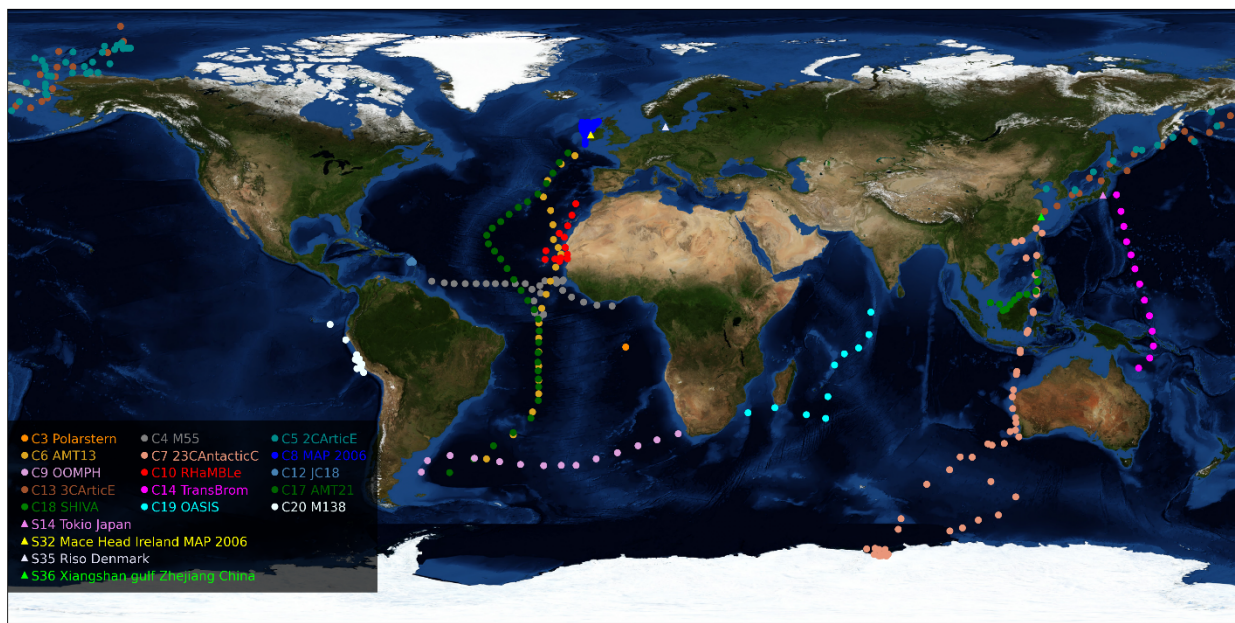 C3 Polarstern C4 M55 C5 2CArticE
C6 AMT13 C7 23CAntacticC C8 MAP 2006
C9 OOMPH C10 RHaMBLe C12 JC18
C13 3CArticE C14 TransBrom C17 AMT21
C18 SHIVA C19 OASIS C20 M138
S14 Tokio Japan
S32 Mace Head Ireland MAP 2006
S35 Riso Denmark
S36 Xiangshan gulf Zhejiang China